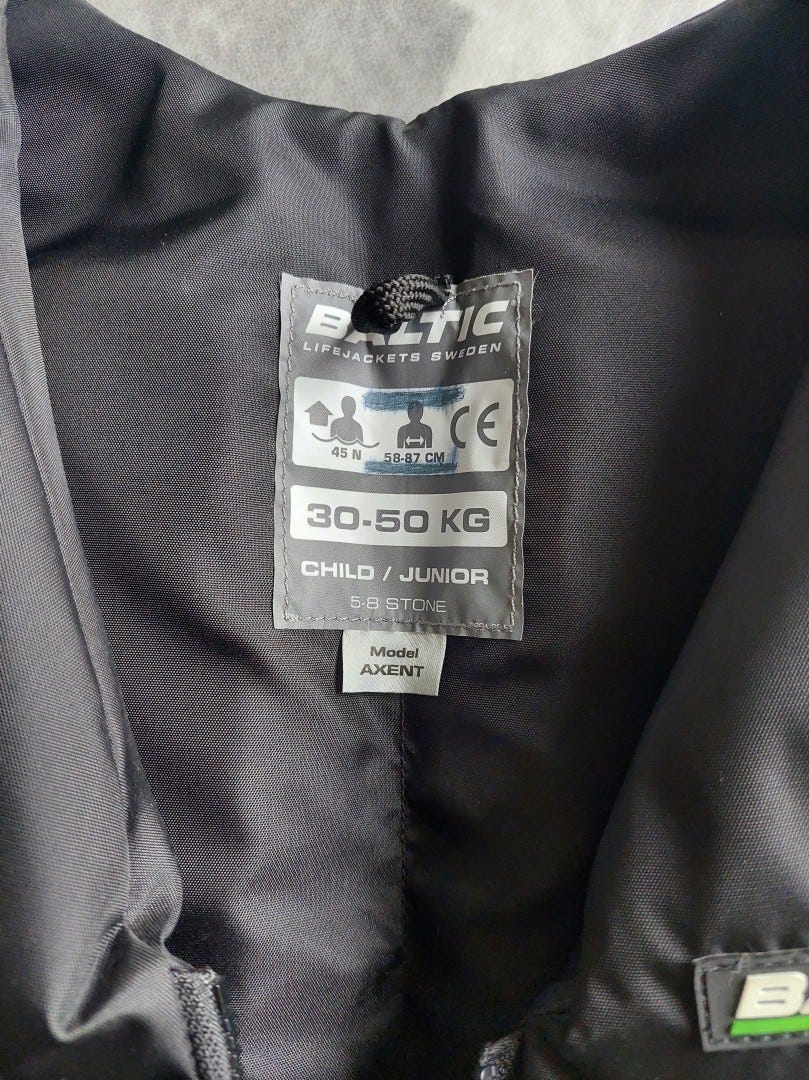 BALTIC
LIFEJACKETS SWEDEN
45 N
58-87 CM
CE
30-50 KG
CHILD / JUNIOR
5-8 STONE
Model
AXENT